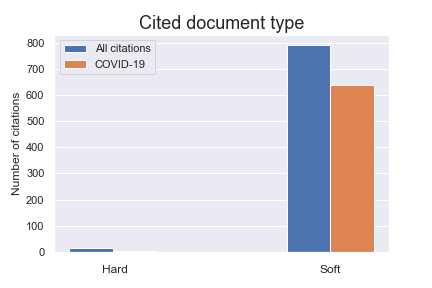 Cited document type
All citations
COVID-19
Number of citations
800
700
600
500
400
300
200
100
0
Hard
Soft